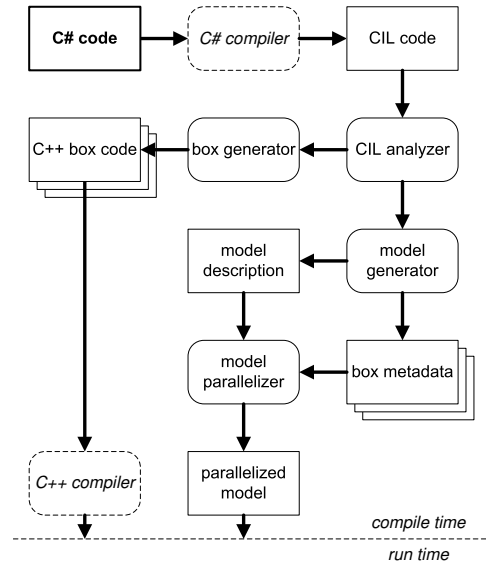 C# code
C# compiler
CIL code
C++ box code
box generator
CIL analyzer
model
description
model
generator
model
parallelizer
box metadata
C++ compiler
parallelized
model
compile time
run time